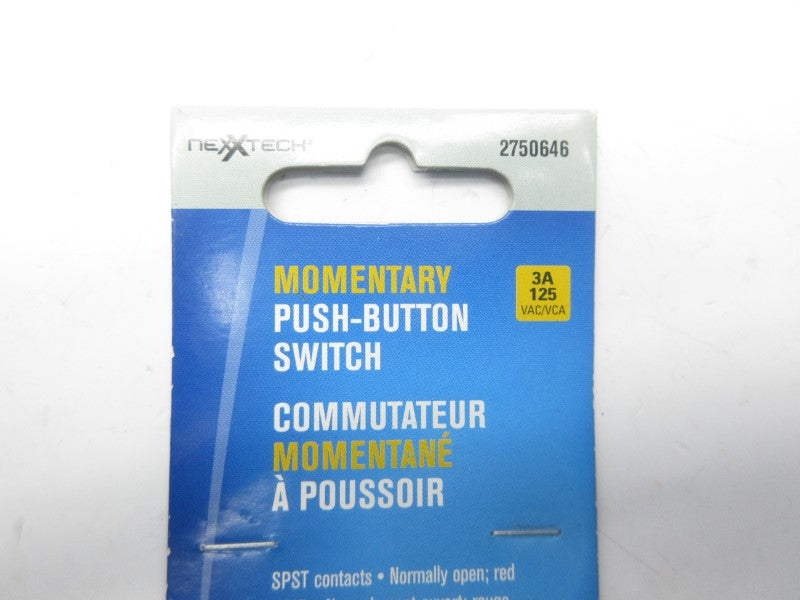 NEXXTECH
2750646
MOMENTARY
PUSH-BUTTON
SWITCH
3A
125
VAC/VCA
COMMUTATEUR
MOMENTANÉ
À POUSSOIR
SPST contacts • Normally open; red